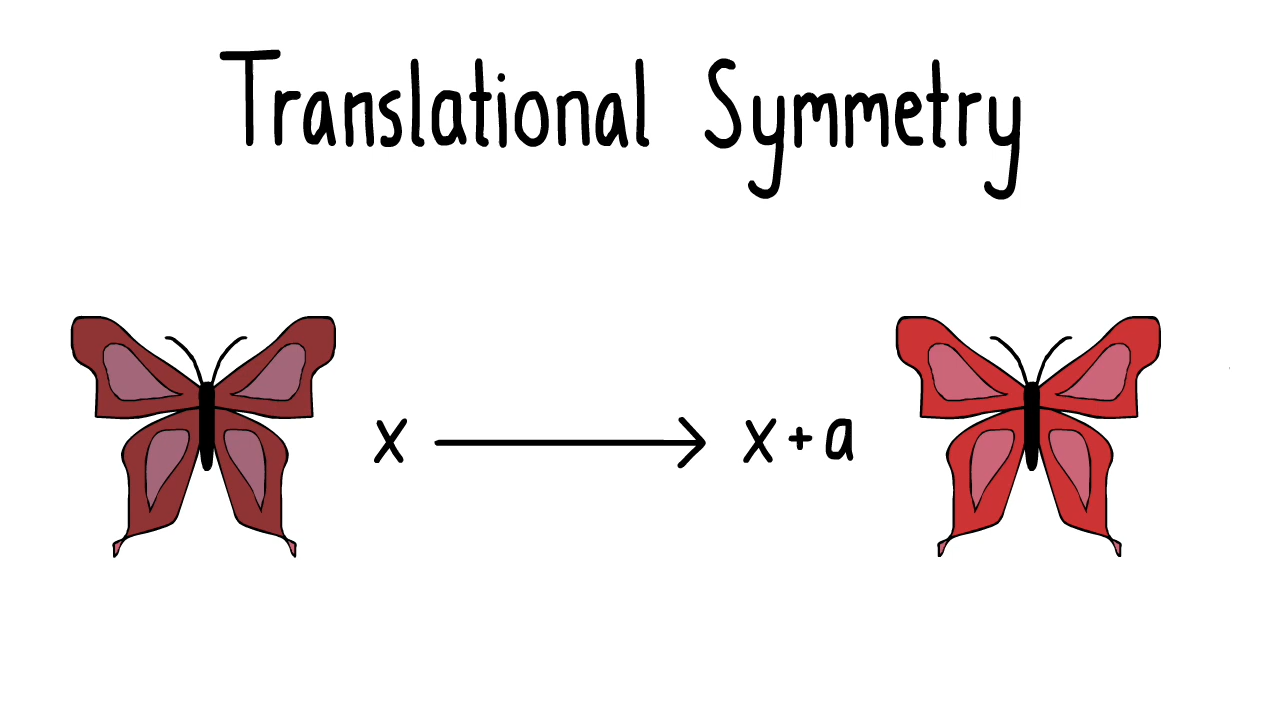 Translational Symmetry
x → x + a